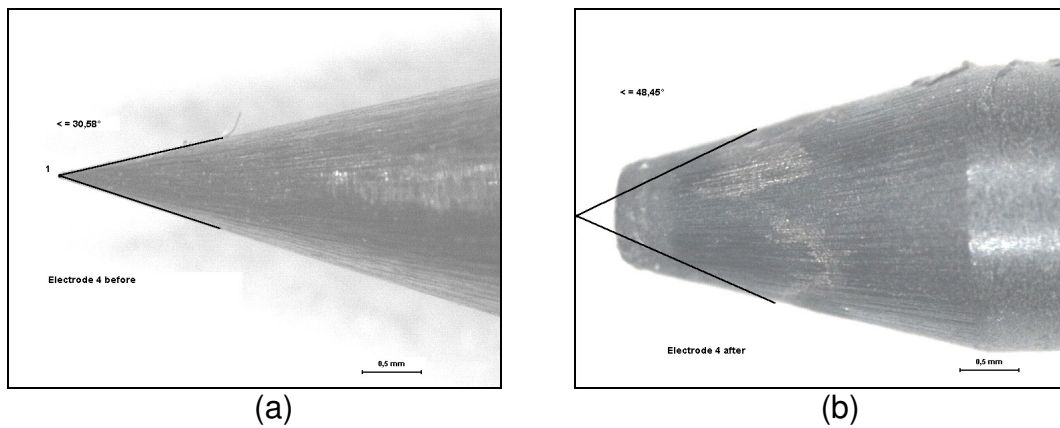 < = 30,58°
1
Electrode 4 before
0,5 mm
(a)
< = 48,45°
Electrode 4 after
0,5 mm
(b)